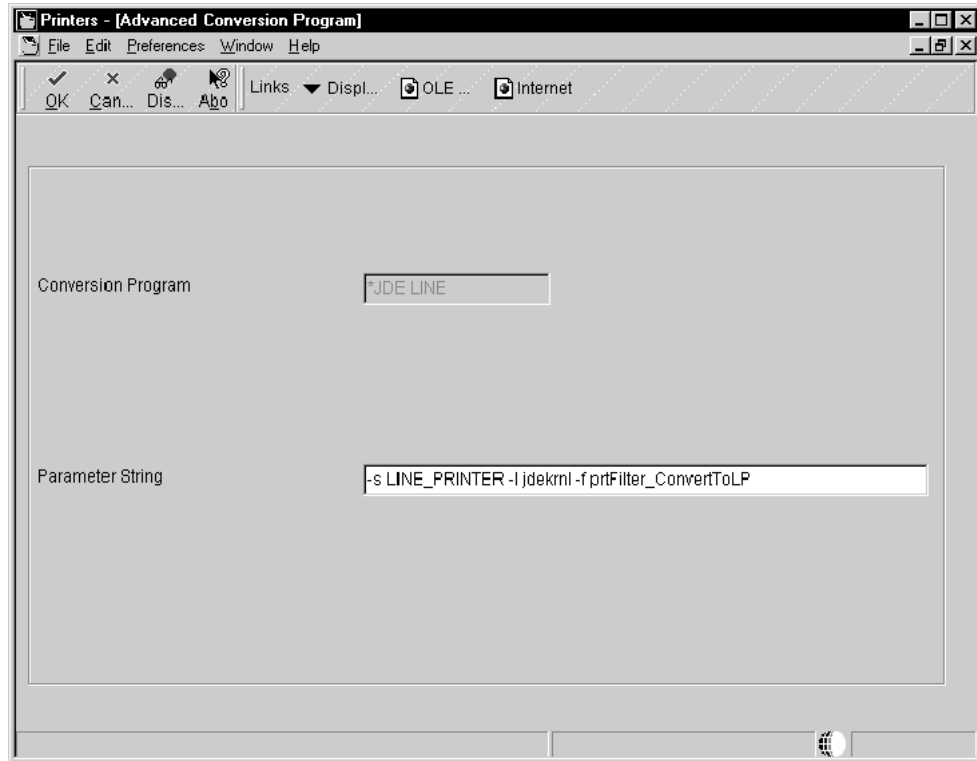 Printers - [Advanced Conversion Program]
File Edit Preferences Window Help
OK Can... Dis... Abo Links Displ... OLE ... Internet
Conversion Program *JDE LINE
Parameter String -s LINE_PRINTER -l jdekrnl -f prtFilter_ConvertToLP